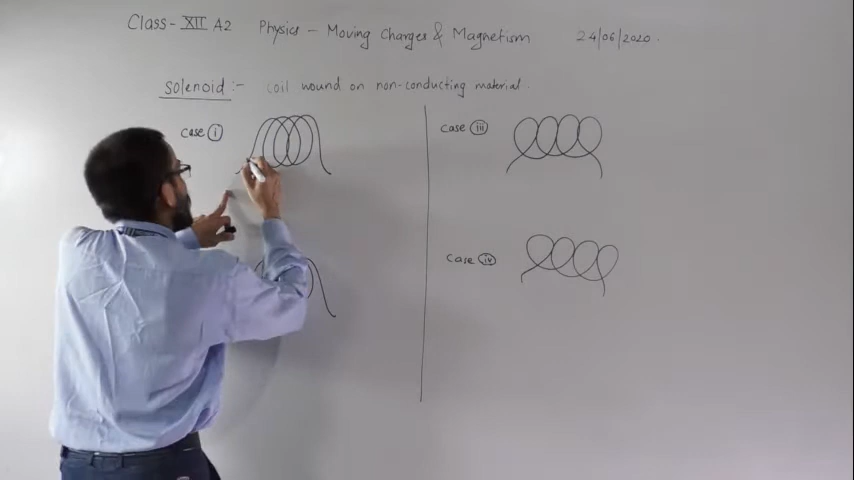 Class-XII A2 Physics - Moving Charges & Magnetism 24/06/2020.
Solenoid :- coil wound on non-conducting material.
case (i)
case (iii)
case (iv)